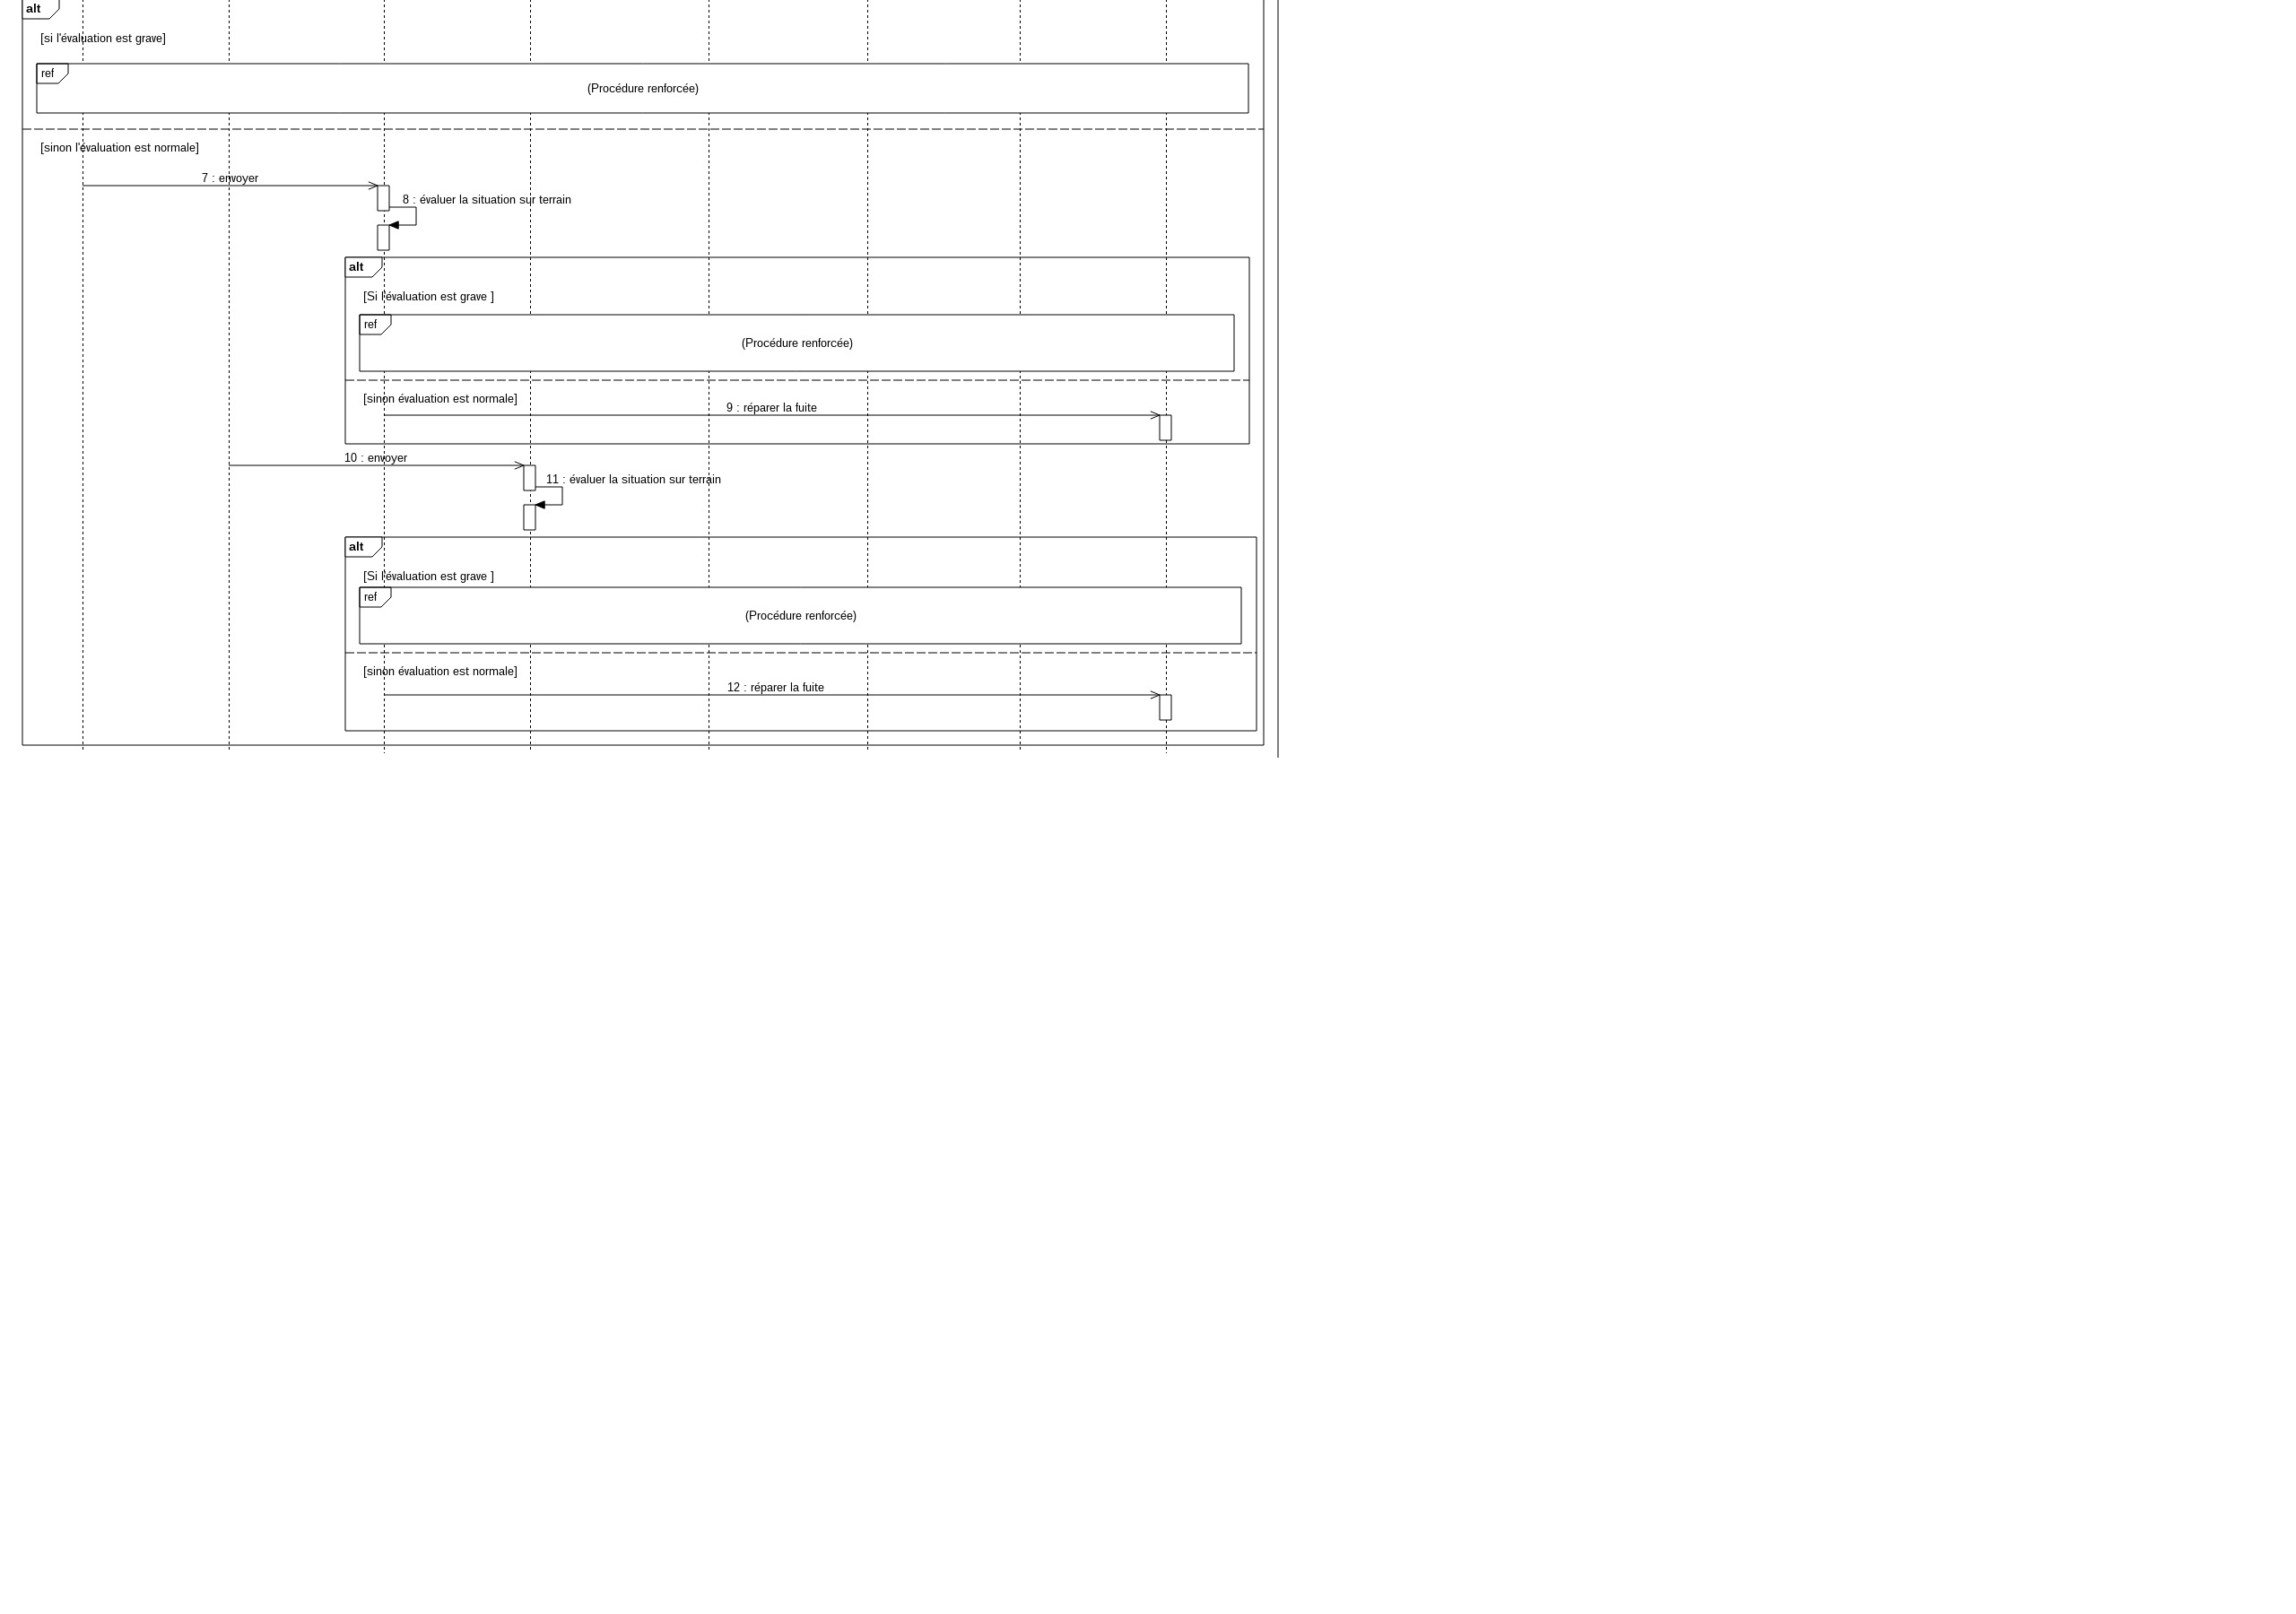 alt
[si l'évaluation est grave]
ref
(Procédure renforcée)
[sinon l'évaluation est normale]
7 : envoyer
8 : évaluer la situation sur terrain
alt
[Si l'évaluation est grave ]
ref
(Procédure renforcée)
[sinon évaluation est normale]
9 : réparer la fuite
10 : envoyer
11 : évaluer la situation sur terrain
alt
[Si l'évaluation est grave ]
ref
(Procédure renforcée)
[sinon évaluation est normale]
12 : réparer la fuite